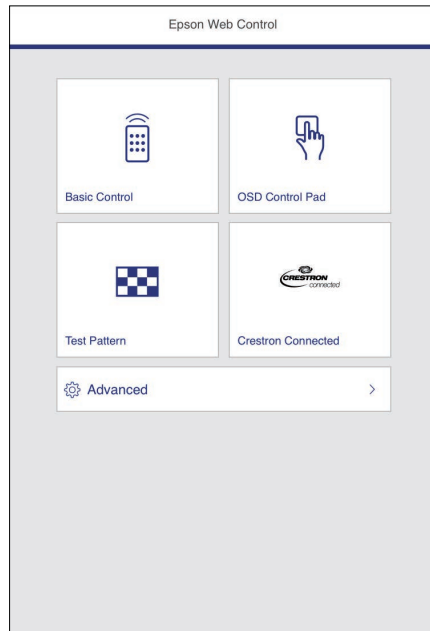 Epson Web Control
Basic Control
OSD Control Pad
CRESTRON
connected
Test Pattern
Crestron Connected
Advanced